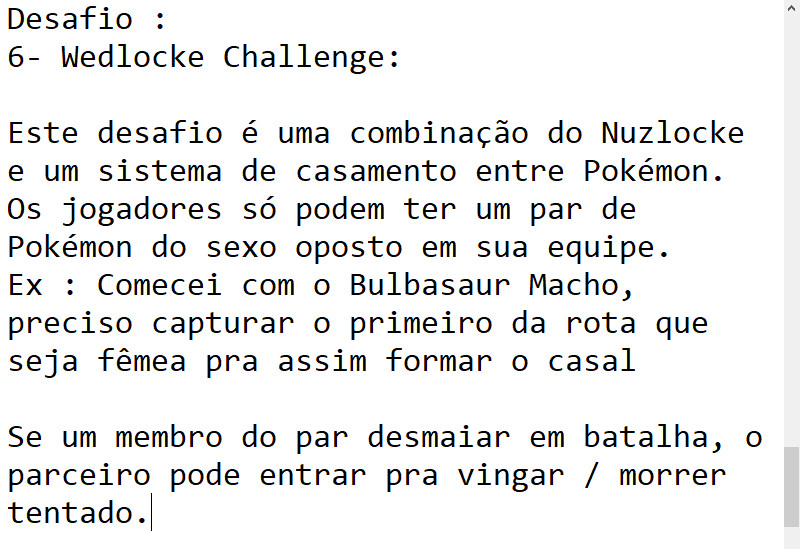 Desafio :
6- Wedlocke Challenge:
Este desafio é uma combinação do Nuzlocke
e um sistema de casamento entre Pokémon.
Os jogadores só podem ter um par de
Pokémon do sexo oposto em sua equipe.
Ex : Comecei com o Bulbasaur Macho,
preciso capturar o primeiro da rota que
seja fêmea pra assim formar o casal
Se um membro do par desmaiar em batalha, o
parceiro pode entrar pra vingar / morrer
tentado.